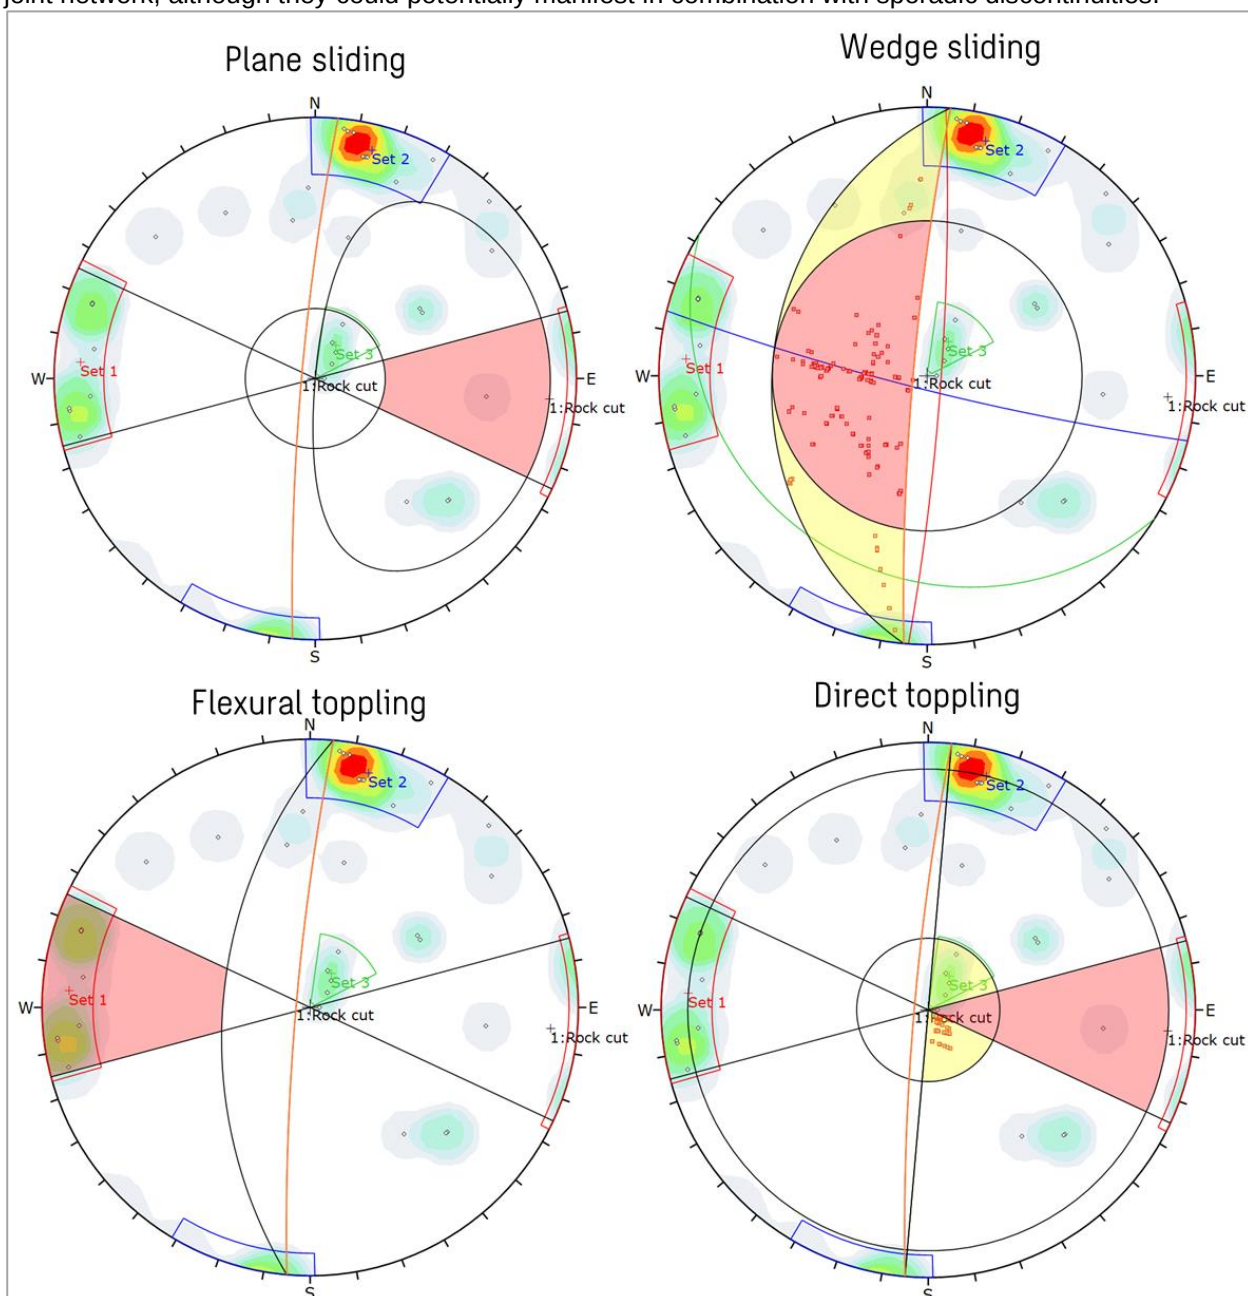 joint network, although they could potentially manifest in combination with sporadic discontinuities.
Plane sliding
Wedge sliding
N
N
Set 2
Set 2
Set 3
Set 3
W
Set 1
1:Rock cut
E
1:Rock cut
W
Set 1
1:Rock cut
E
1:Rock cut
S
S
Flexural toppling
Direct toppling
N
N
Set 2
Set 2
Set 3
Set 3
W
Set 1
1:Rock cut
E
1:Rock cut
W
Set 1
1:Rock cut
E
1:Rock cut
S
S